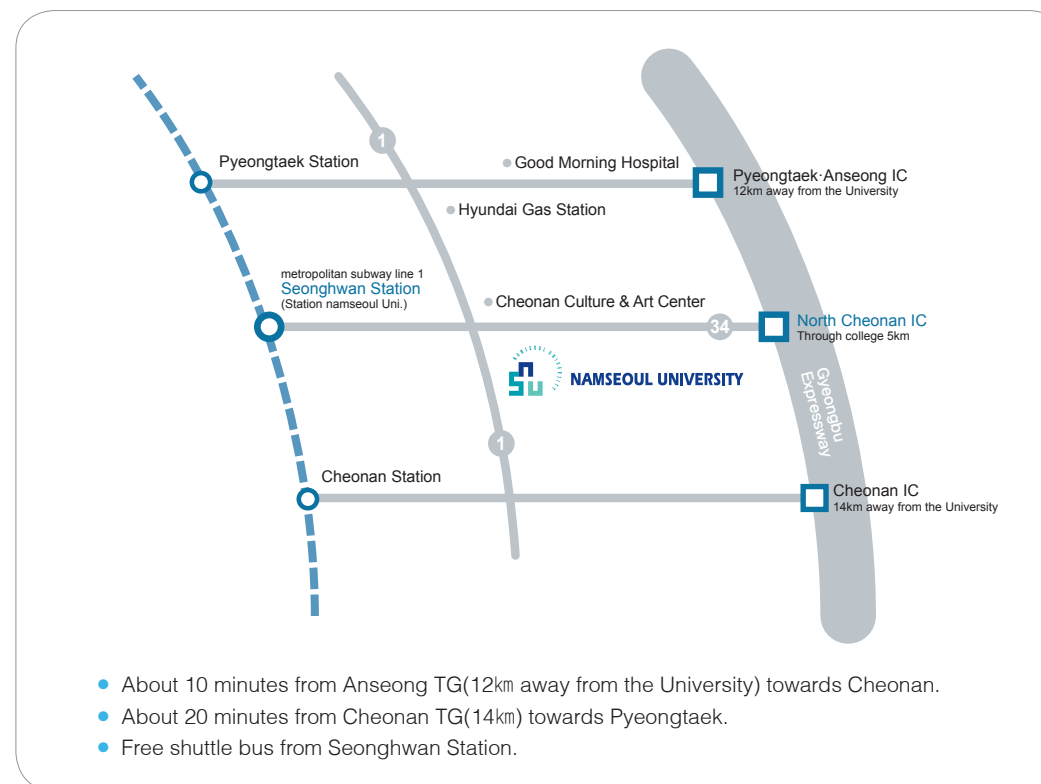 1
Pyeongtaek Station
Good Morning Hospital
Pyeongtaek·Anseong IC
12km away from the University
Hyundai Gas Station
metropolitan subway line 1
Seonghwan Station
(Station namseoul Uni.)
Cheonan Culture & Art Center
34
North Cheonan IC
Through college 5km
nsu
NAMSEOUL UNIVERSITY
Gyeongbu
Expressway
1
Cheonan Station
Cheonan IC
14km away from the University
About 10 minutes from Anseong TG(12㎞ away from the University) towards Cheonan.
About 20 minutes from Cheonan TG(14㎞) towards Pyeongtaek.
Free shuttle bus from Seonghwan Station.